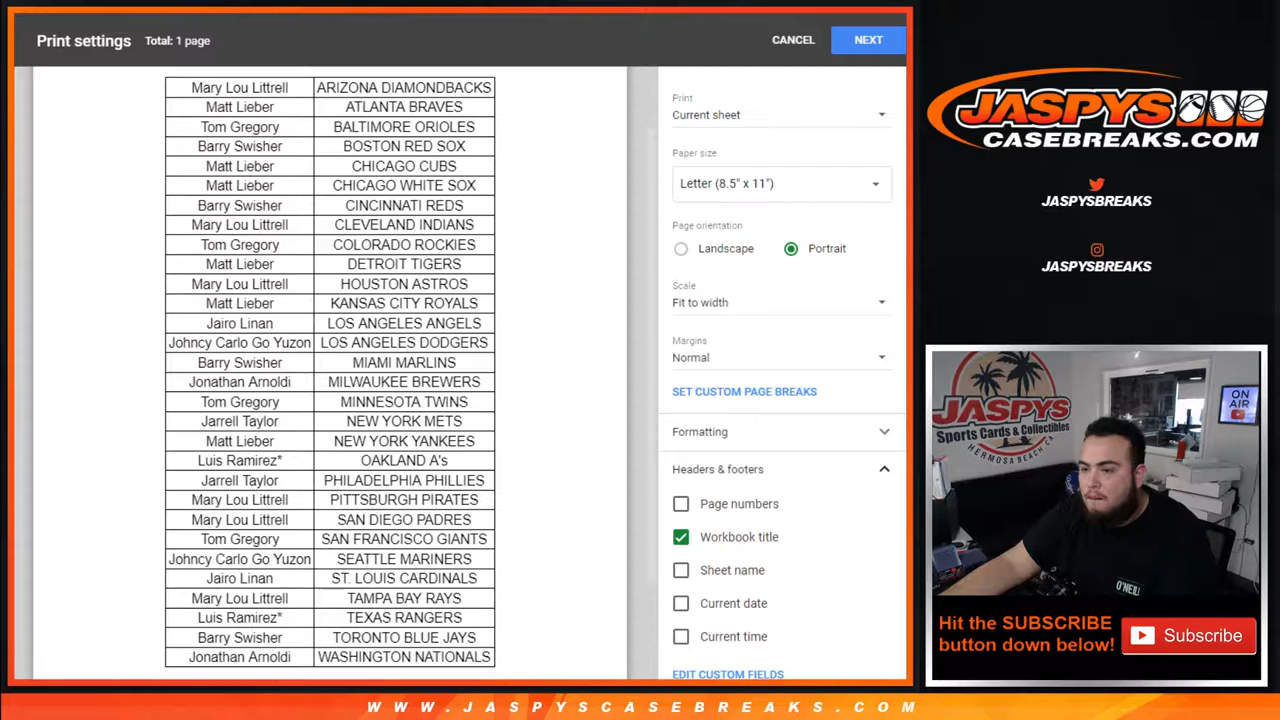 Print settings Total: 1 page CANCEL NEXT
Mary Lou Littrell ARIZONA DIAMONDBACKS
Matt Lieber ATLANTA BRAVES
Tom Gregory BALTIMORE ORIOLES
Barry Swisher BOSTON RED SOX
Matt Lieber CHICAGO CUBS
Matt Lieber CHICAGO WHITE SOX
Barry Swisher CINCINNATI REDS
Mary Lou Littrell CLEVELAND INDIANS
Tom Gregory COLORADO ROCKIES
Matt Lieber DETROIT TIGERS
Mary Lou Littrell HOUSTON ASTROS
Matt Lieber KANSAS CITY ROYALS
Jairo Linan LOS ANGELES ANGELS
Johncy Carlo Go Yuzon LOS ANGELES DODGERS
Barry Swisher MIAMI MARLINS
Jonathan Arnoldi MILWAUKEE BREWERS
Tom Gregory MINNESOTA TWINS
Jarrell Taylor NEW YORK METS
Matt Lieber NEW YORK YANKEES
Luis Ramirez* OAKLAND A's
Jarrell Taylor PHILADELPHIA PHILLIES
Mary Lou Littrell PITTSBURGH PIRATES
Mary Lou Littrell SAN DIEGO PADRES
Tom Gregory SAN FRANCISCO GIANTS
Johncy Carlo Go Yuzon SEATTLE MARINERS
Jairo Linan ST. LOUIS CARDINALS
Mary Lou Littrell TAMPA BAY RAYS
Luis Ramirez* TEXAS RANGERS
Barry Swisher TORONTO BLUE JAYS
Jonathan Arnoldi WASHINGTON NATIONALS
Print
Current sheet
Paper size
Letter (8.5" x 11")
Page orientation
Landscape Portrait
Scale
Fit to width
Margins
Normal
SET CUSTOM PAGE BREAKS
Formatting
Headers & footers
Page numbers
Workbook title
Sheet name
Current date
Current time
EDIT CUSTOM FIELDS
JASPYS
CASEBREAKS.COM
JASPYSBREAKS
JASPYSBREAKS
JASPYS
Sports Cards & Collectibles
HERMOSA BEACH CA
ON
AIR
O'NEILL
Hit the SUBSCRIBE
button down below!
Subscribe
WWW.JASPYSCASEBREAKS.COM